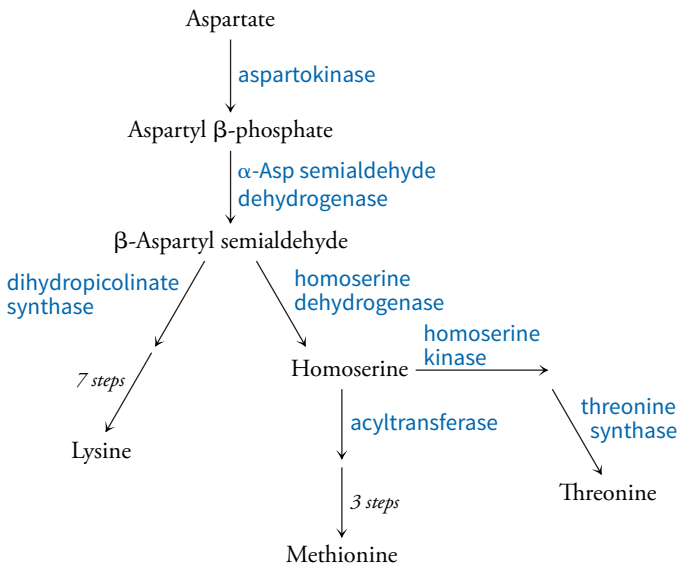 Aspartate
aspartokinase
Aspartyl β-phosphate
α-Asp semialdehyde
dehydrogenase
β-Aspartyl semialdehyde
dihydropicolinate
synthase
homoserine
dehydrogenase
homoserine
kinase
7 steps
Homoserine
threonine
synthase
acyltransferase
Lysine
Threonine
3 steps
Methionine